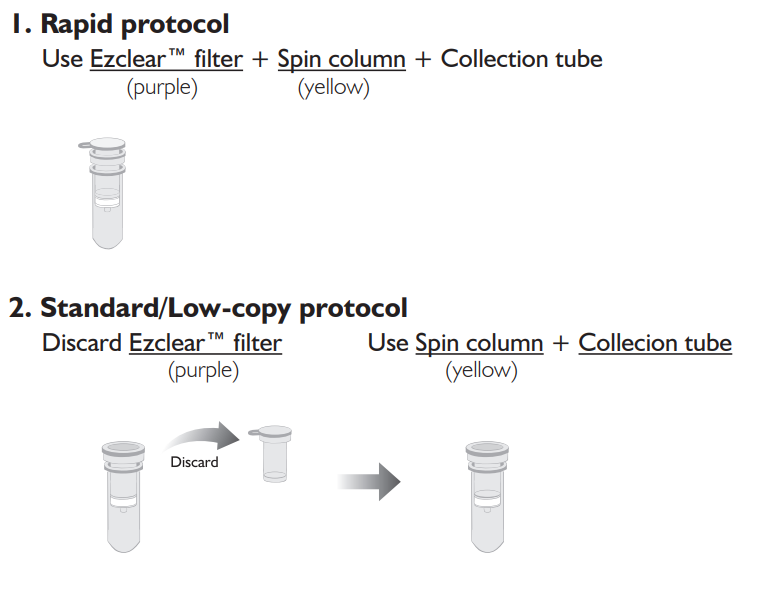 1. Rapid protocol
Use Ezclear™ filter + Spin column + Collection tube
(purple) (yellow)
2. Standard/Low-copy protocol
Discard Ezclear™ filter Use Spin column + Collecion tube
(purple) (yellow)
Discard